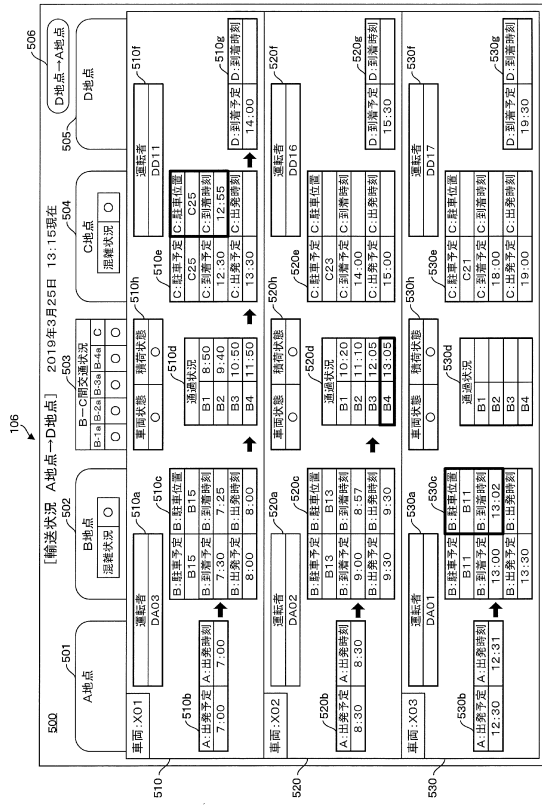 106
500
［輸送状況 A地点→D地点］ 2019年3月25日 13:15現在
D地点→A地点
506
501
A地点
502
B地点
混雑状況 ○
503
B－C間交通状況
B-1a B-2a B-3a B-4a C
○ ○ ○ ○ ○
504
C地点
混雑状況 ○
505
D地点
510
車両:X01
510a
運転者
DA03
510h
車両状態 積荷状態
○ ○
510f
運転者
DD11
510b
A:出発予定 A:出発時刻
7:00 7:00
510c
B:駐車予定 B:駐車位置
B15 B15
B:到着予定 B:到着時刻
7:30 7:25
B:出発予定 B:出発時刻
8:00 8:00
510d
通過状況
B1 8:50
B2 9:40
B3 10:50
B4 11:50
510e
C:駐車予定 C:駐車位置
C25 C25
C:到着予定 C:到着時刻
12:30 12:55
C:出発予定 C:出発時刻
13:30
510g
D:到着予定 D:到着時刻
14:00
520
車両:X02
520a
運転者
DA02
520h
車両状態 積荷状態
○ ○
520f
運転者
DD16
520b
A:出発予定 A:出発時刻
8:30 8:30
520c
B:駐車予定 B:駐車位置
B13 B13
B:到着予定 B:到着時刻
9:00 8:57
B:出発予定 B:出発時刻
9:30 9:30
520d
通過状況
B1 10:20
B2 11:10
B3 12:05
B4 13:05
520e
C:駐車予定 C:駐車位置
C23
C:到着予定 C:到着時刻
14:00
C:出発予定 C:出発時刻
15:00
520g
D:到着予定 D:到着時刻
15:30
530
車両:X03
530a
運転者
DA01
530h
車両状態 積荷状態
○ ○
530f
運転者
DD17
530b
A:出発予定 A:出発時刻
12:30 12:31
530c
B:駐車予定 B:駐車位置
B11 B11
B:到着予定 B:到着時刻
13:00 13:02
B:出発予定 B:出発時刻
13:30
530d
通過状況
B1
B2
B3
B4
530e
C:駐車予定 C:駐車位置
C21
C:到着予定 C:到着時刻
18:00
C:出発予定 C:出発時刻
19:00
530g
D:到着予定 D:到着時刻
19:30